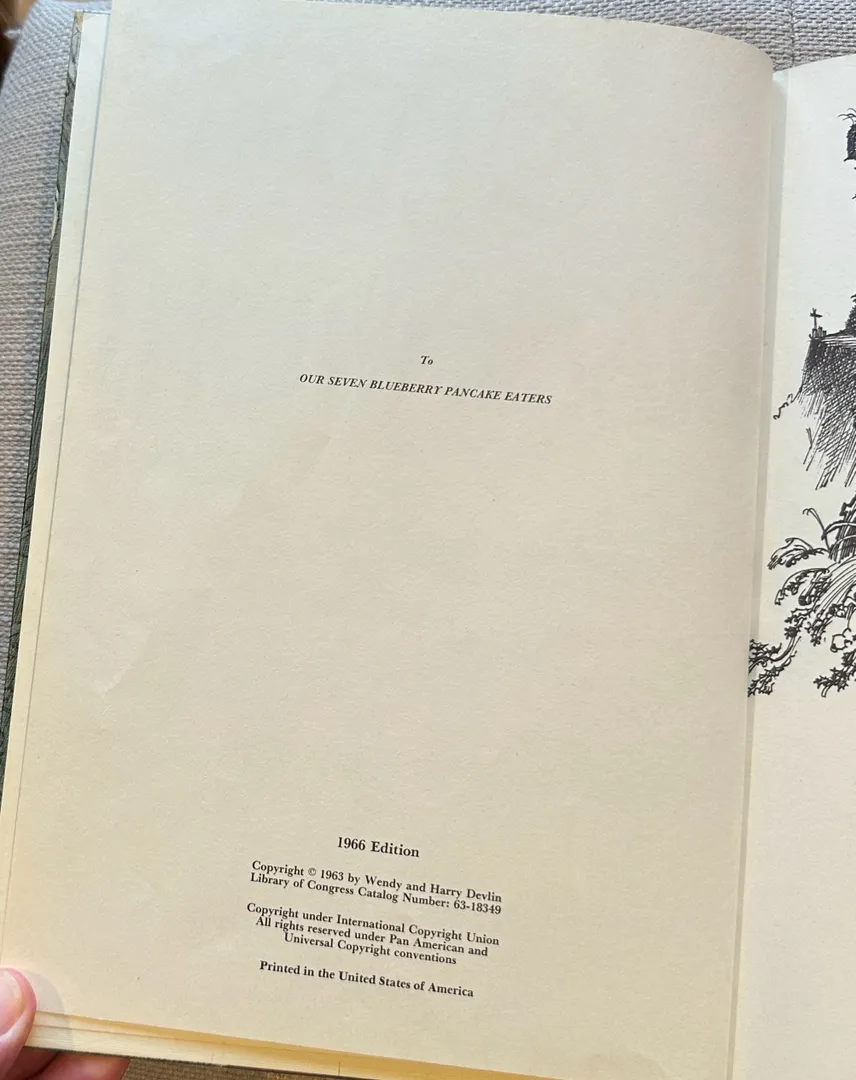 To
OUR SEVEN BLUEBERRY PANCAKE EATERS
1966 Edition
Copyright © 1963 by Wendy and Harry Devlin
Library of Congress Catalog Number: 63-18349
Copyright under International Copyright Union
All rights reserved under Pan American and
Universal Copyright conventions
Printed in the United States of America